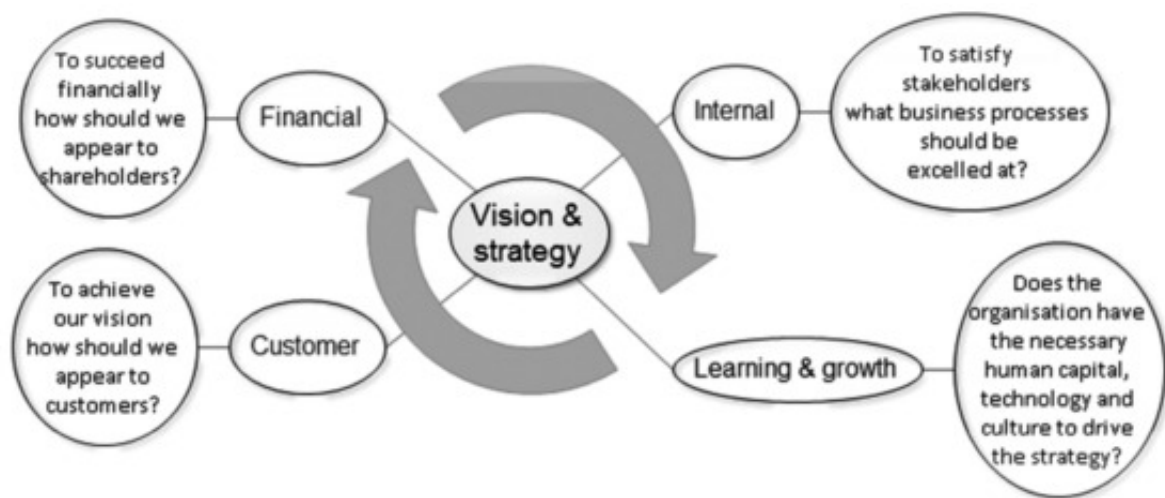 To succeed
financially
how should we
appear to
shareholders?
Financial
Internal
To satisfy
stakeholders
what business processes
should be
excelled at?
Vision &
strategy
To achieve
our vision
how should we
appear to
customers?
Customer
Learning & growth
Does the
organisation have
the necessary
human capital,
technology and
culture to drive
the strategy?